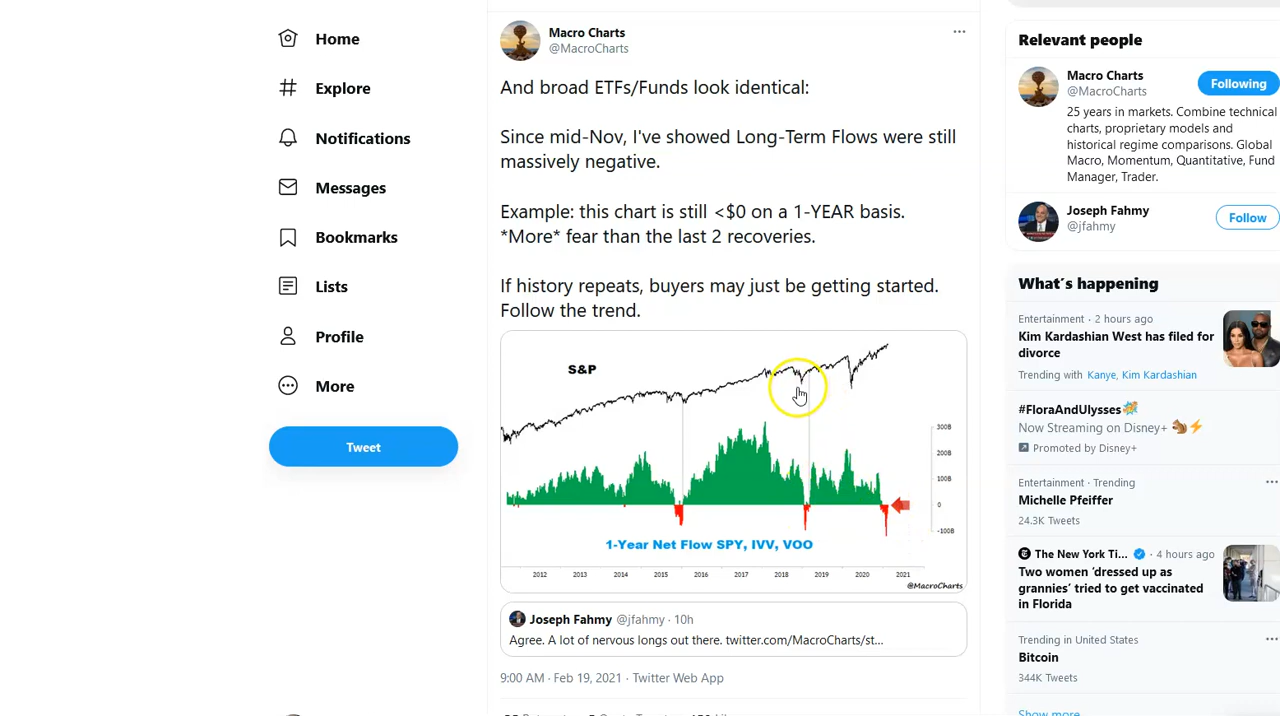 Home
Explore
Notifications
Messages
Bookmarks
Lists
Profile
More
Tweet
Macro Charts
@MacroCharts
And broad ETFs/Funds look identical:
Since mid-Nov, I've showed Long-Term Flows were still
massively negative.
Example: this chart is still <$0 on a 1-YEAR basis.
*More* fear than the last 2 recoveries.
If history repeats, buyers may just be getting started.
Follow the trend.
S&P
300B
200B
100B
0
-100B
1-Year Net Flow SPY, IVV, VOO
2012 2013 2014 2015 2016 2017 2018 2019 2020 2021
@MacroCharts
Joseph Fahmy @jfahmy · 10h
Agree. A lot of nervous longs out there. twitter.com/MacroCharts/st...
9:00 AM · Feb 19, 2021 · Twitter Web App
Relevant people
Macro Charts
@MacroCharts
Following
25 years in markets. Combine technical
charts, proprietary models and
historical regime comparisons. Global
Macro, Momentum, Quantitative, Fund
Manager, Trader.
Joseph Fahmy
@jfahmy
Follow
What´s happening
Entertainment · 2 hours ago
Kim Kardashian West has filed for
divorce
Trending with Kanye, Kim Kardashian
#FloraAndUlysses
Now Streaming on Disney+
Promoted by Disney+
Entertainment · Trending
Michelle Pfeiffer
24.3K Tweets
The New York Ti... · 4 hours ago
Two women ‘dressed up as
grannies’ tried to get vaccinated
in Florida
Trending in United States
Bitcoin
344K Tweets
Show more